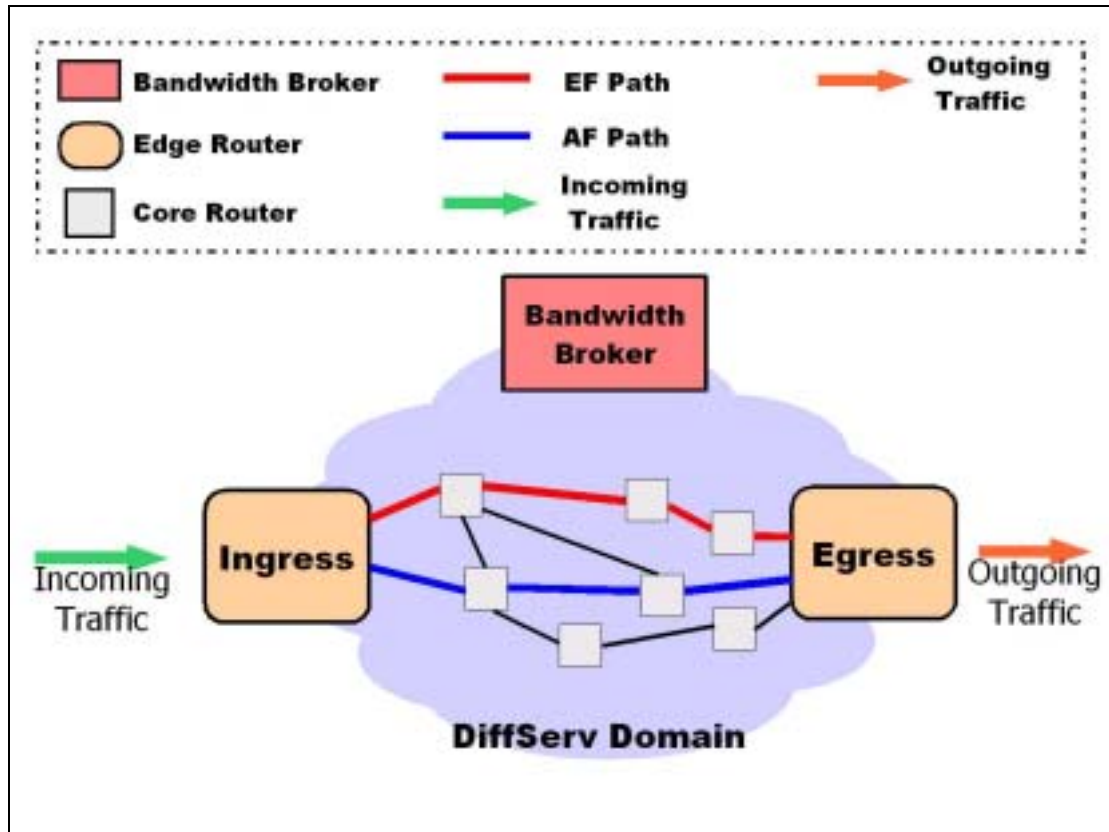 Bandwidth Broker
Edge Router
Core Router
EF Path
AF Path
Incoming
Traffic
Outgoing
Traffic
Bandwidth
Broker
Ingress
Egress
Incoming
Traffic
Outgoing
Traffic
DiffServ Domain